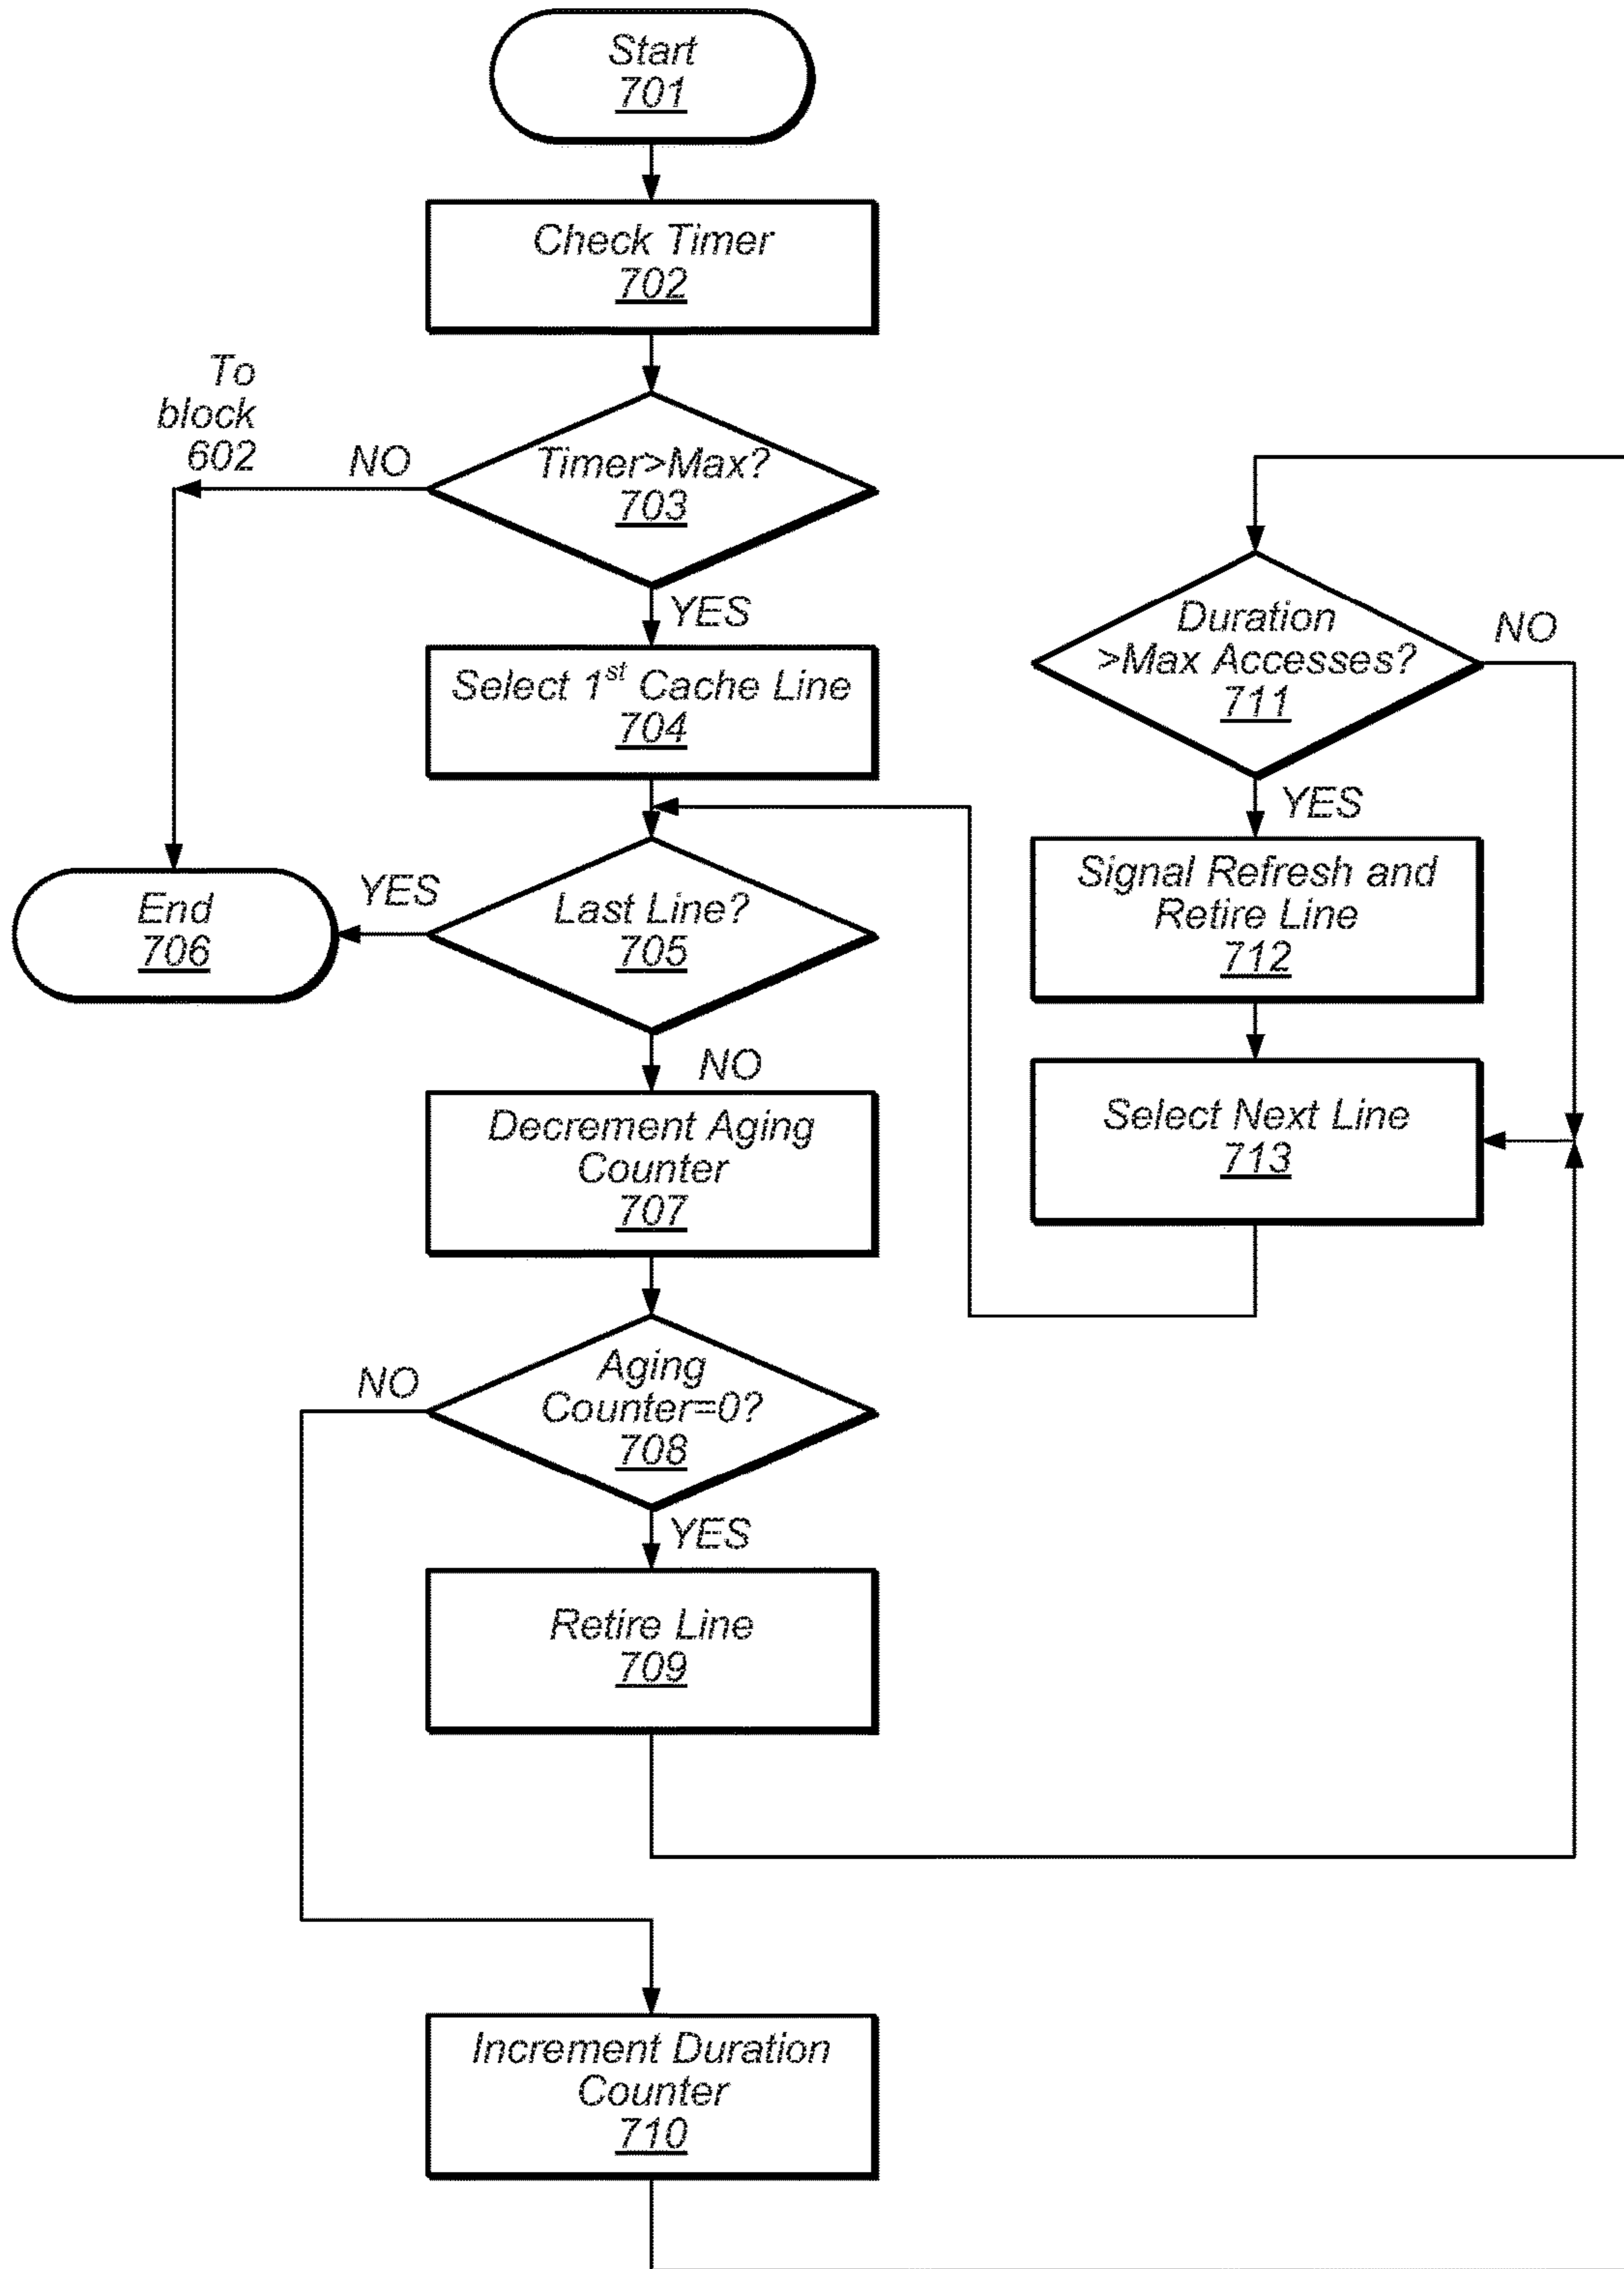 Start
701
Check Timer
702
To
block
602
NO
Timer>Max?
703
YES
Select 1st Cache Line
704
YES
Last Line?
705
End
706
NO
Decrement Aging
Counter
707
NO
Aging
Counter=0?
708
YES
Retire Line
709
Increment Duration
Counter
710
Duration
>Max Accesses?
711
NO
YES
Signal Refresh and
Retire Line
712
Select Next Line
713